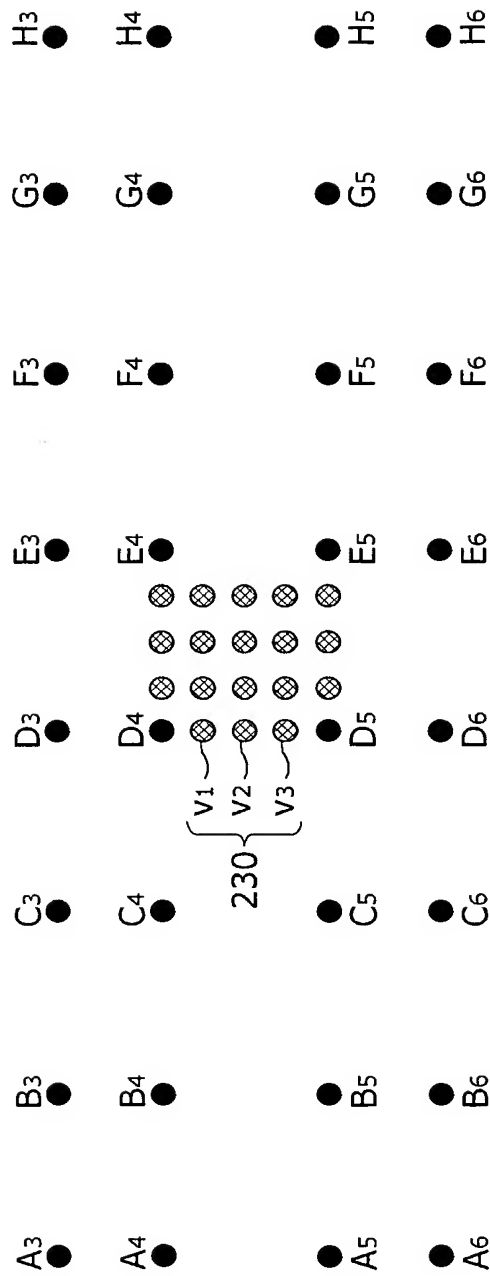 A3 B3 C3 D3 E3 F3 G3 H3
A4 B4 C4 D4 E4 F4 G4 H4
V1
230 V2
V3
A5 B5 C5 D5 E5 F5 G5 H5
A6 B6 C6 D6 E6 F6 G6 H6